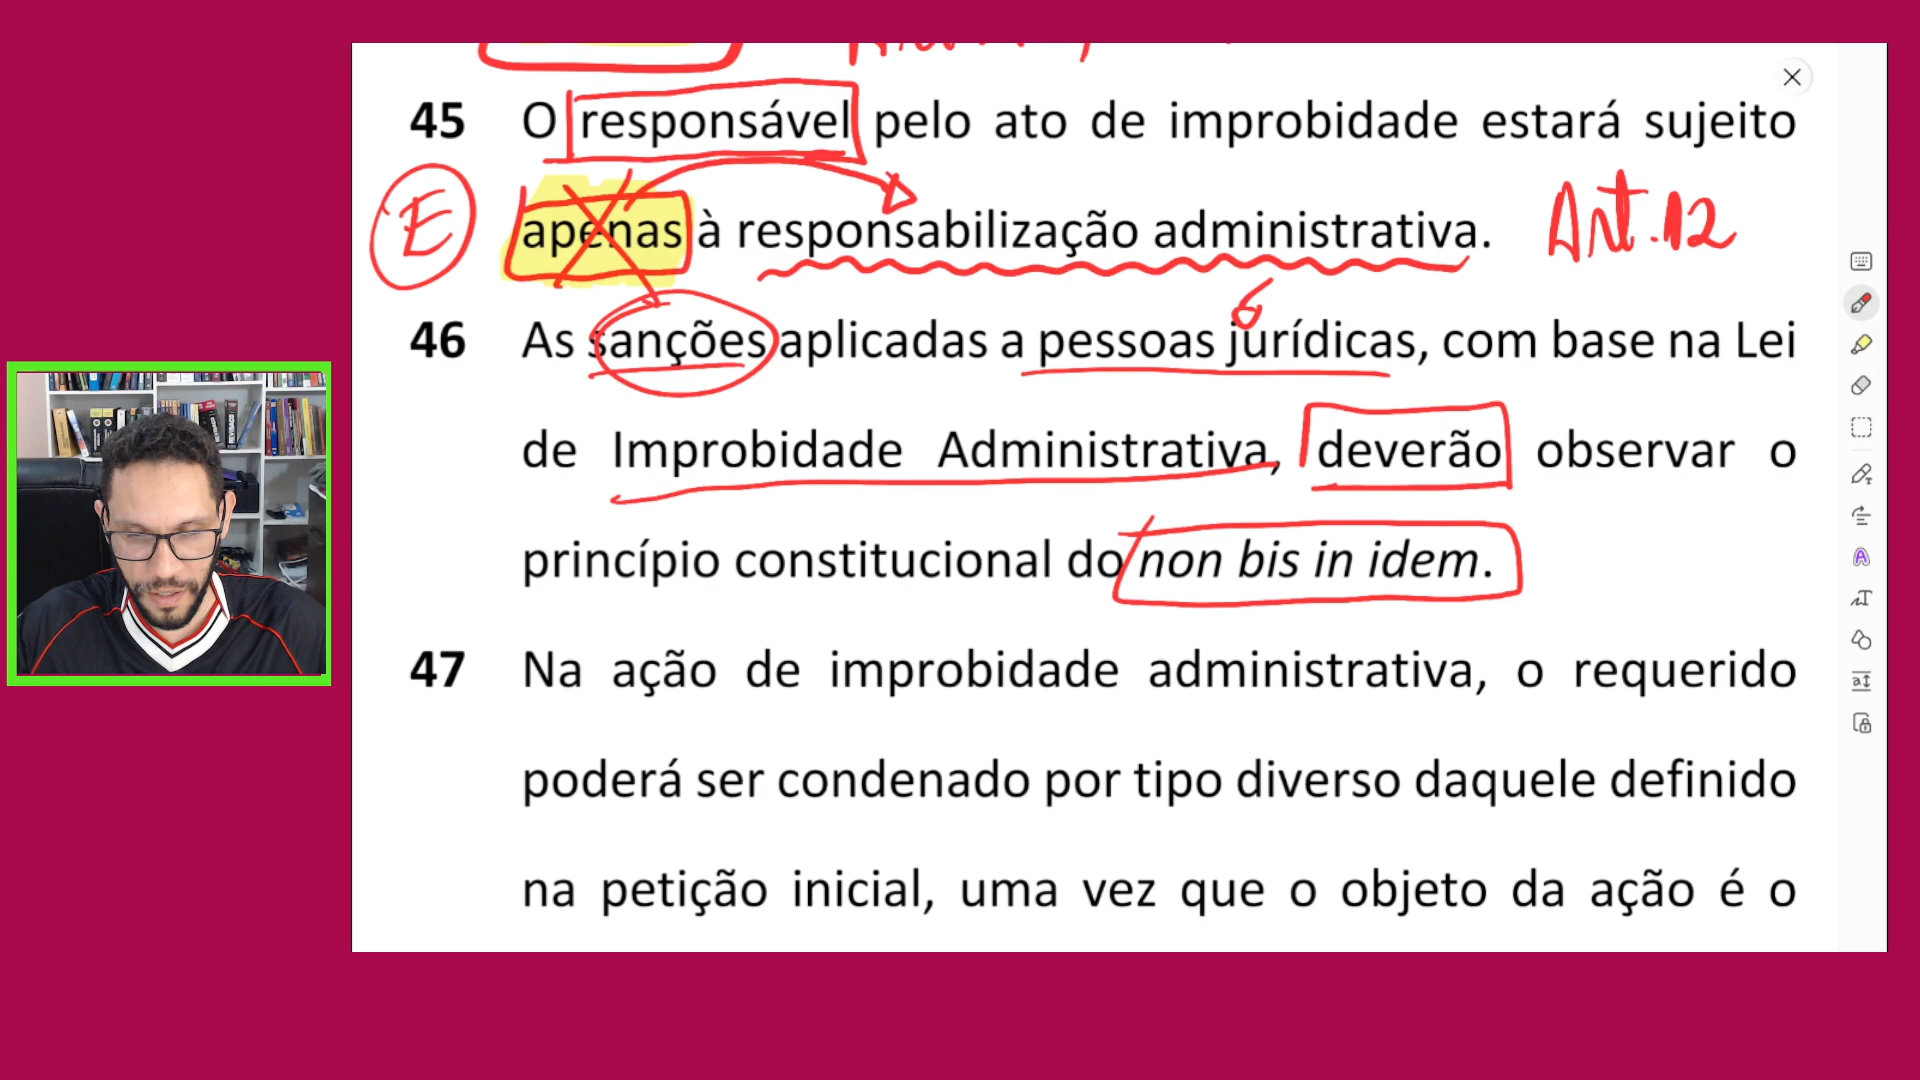 45 O responsável pelo ato de improbidade estará sujeito
E apenas à responsabilização administrativa. Art. 12
46 As sanções aplicadas a pessoas jurídicas, com base na Lei
de Improbidade Administrativa, deverão observar o
princípio constitucional do non bis in idem.
47 Na ação de improbidade administrativa, o requerido
poderá ser condenado por tipo diverso daquele definido
na petição inicial, uma vez que o objeto da ação é o